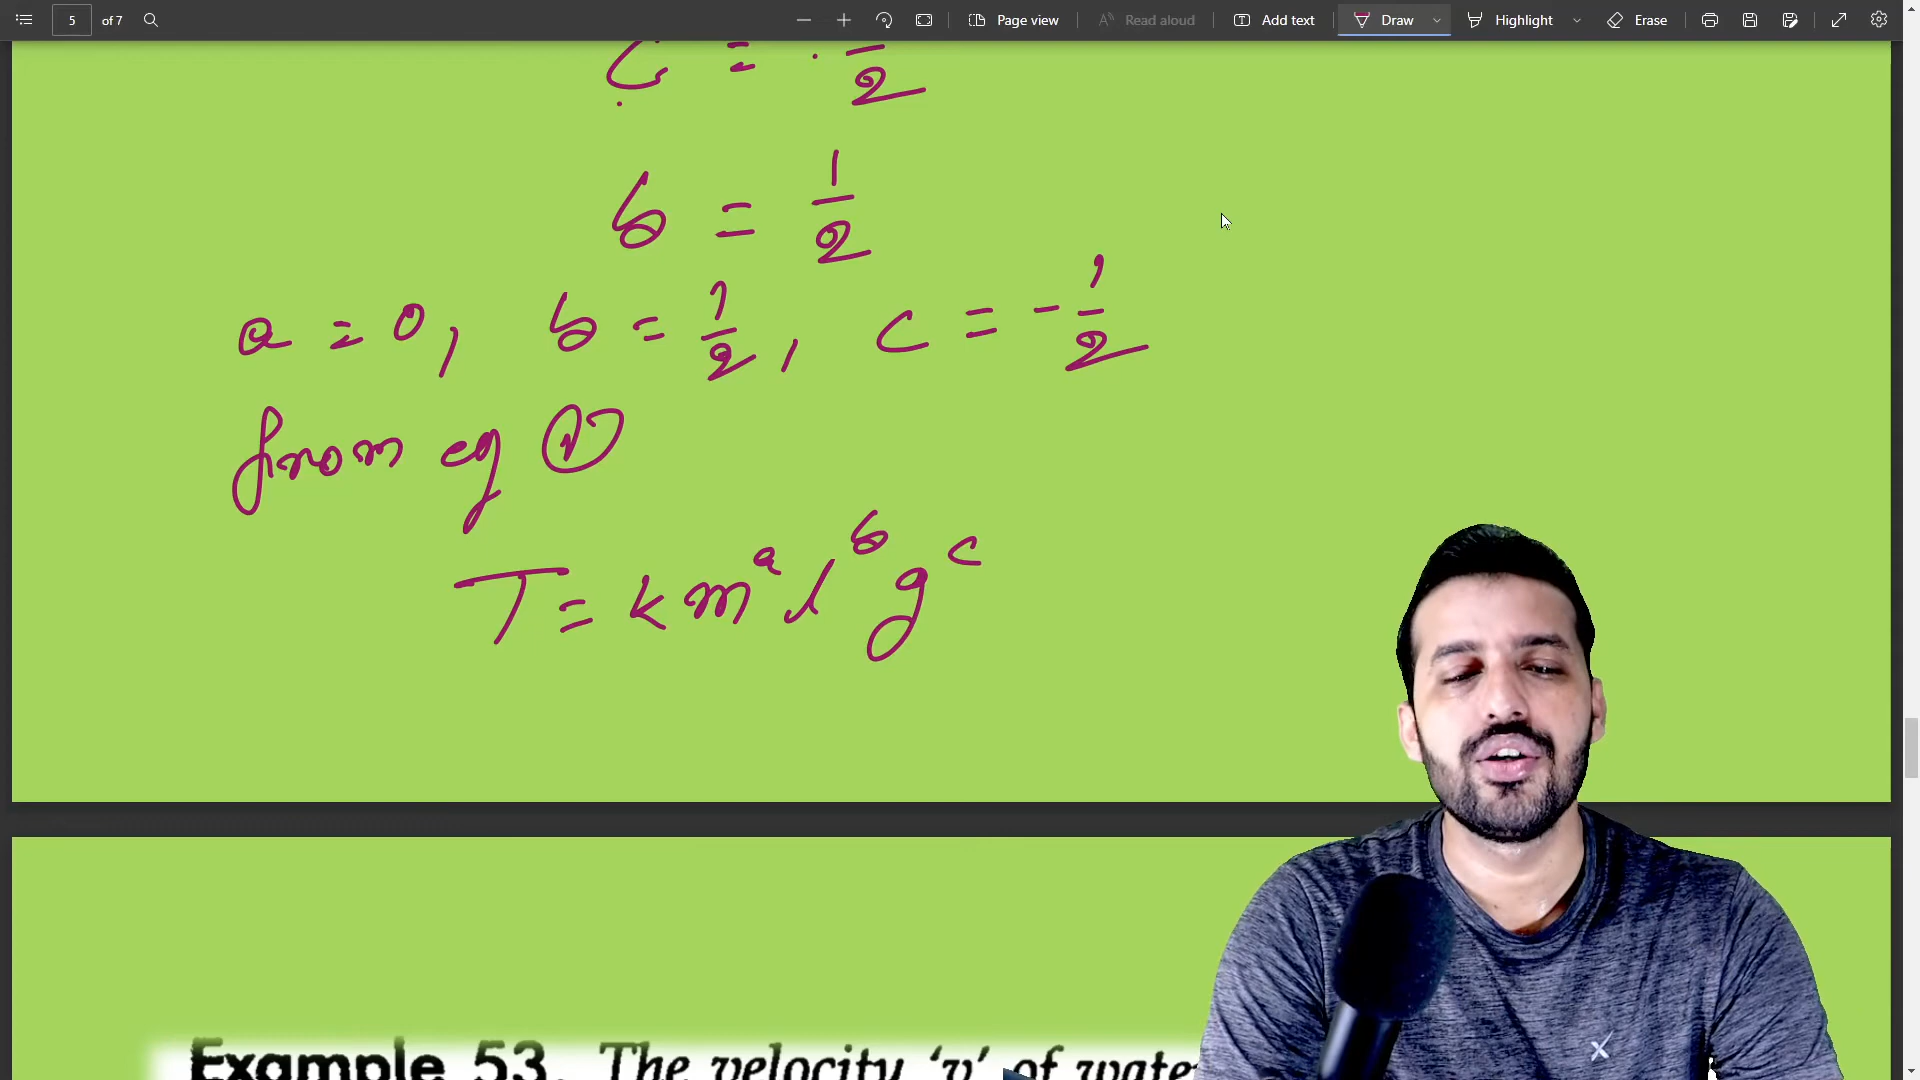 5 of 7 Page view Read aloud Add text Draw Highlight Erase
= 2
b = 1/2
a = 0, b = 1/2, c = -1/2
from eq ①
T = k m^a l^b g^c
Example 53. The velocity 'v' of wate
X